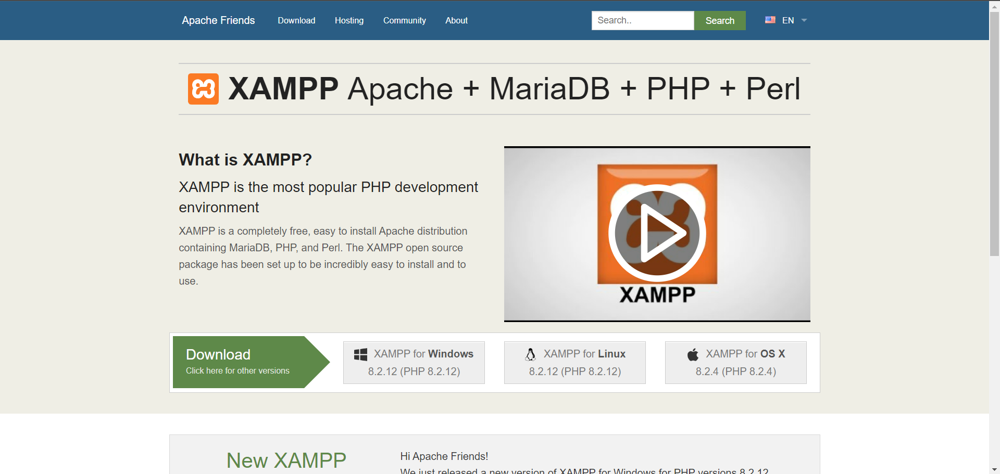 Apache Friends Download Hosting Community About Search.. Search EN
XAMPP Apache + MariaDB + PHP + Perl
What is XAMPP?
XAMPP is the most popular PHP development
environment
XAMPP is a completely free, easy to install Apache distribution
containing MariaDB, PHP, and Perl. The XAMPP open source
package has been set up to be incredibly easy to install and to
use.
XAMPP
Download
Click here for other versions
XAMPP for Windows
8.2.12 (PHP 8.2.12)
XAMPP for Linux
8.2.12 (PHP 8.2.12)
XAMPP for OS X
8.2.4 (PHP 8.2.4)
New XAMPP
Hi Apache Friends!
We just released a new version of XAMPP for Windows for PHP versions 8.2.12